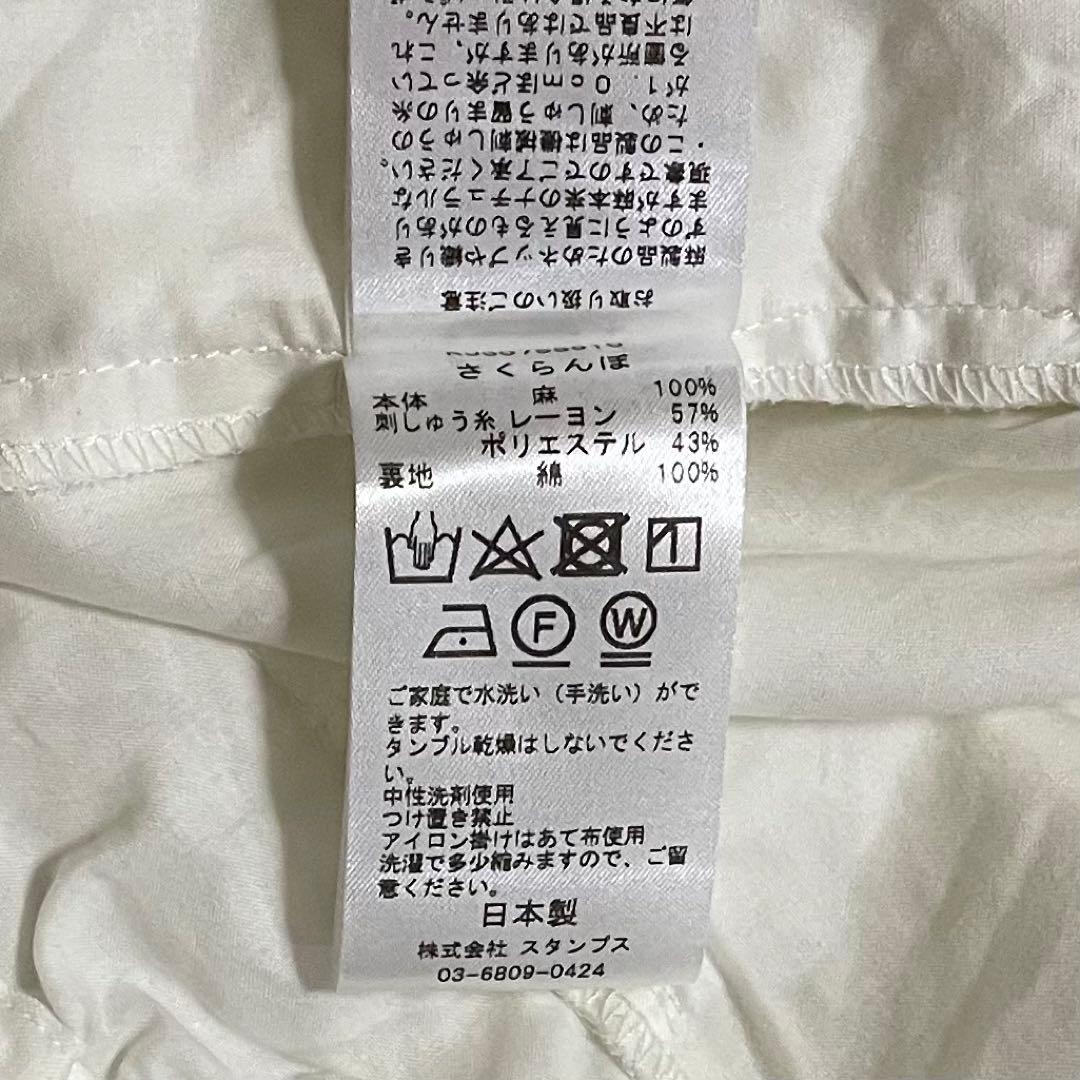 お取り扱いのご注意
麻製品のためネップや織りき
ずのように見えるものがあり
ますが麻本来のナチュラルな
現象ですのでご了承ください。
・この製品は機械刺しゅうの
ため、刺しゅう留まりの糸
が1.0cmほど余ってい
る箇所がありますが、これ
は不良品ではありません。
さくらんぼ
本体 麻 100%
刺しゅう糸 レーヨン 57%
ポリエステル 43%
裏地 綿 100%
F W
ご家庭で水洗い（手洗い）がで
きます。
タンブル乾燥はしないでくださ
い。
中性洗剤使用
つけ置き禁止
アイロン掛けはあて布使用
洗濯で多少縮みますので、ご留
意ください。
日本製
株式会社 スタンプス
03-6809-0424